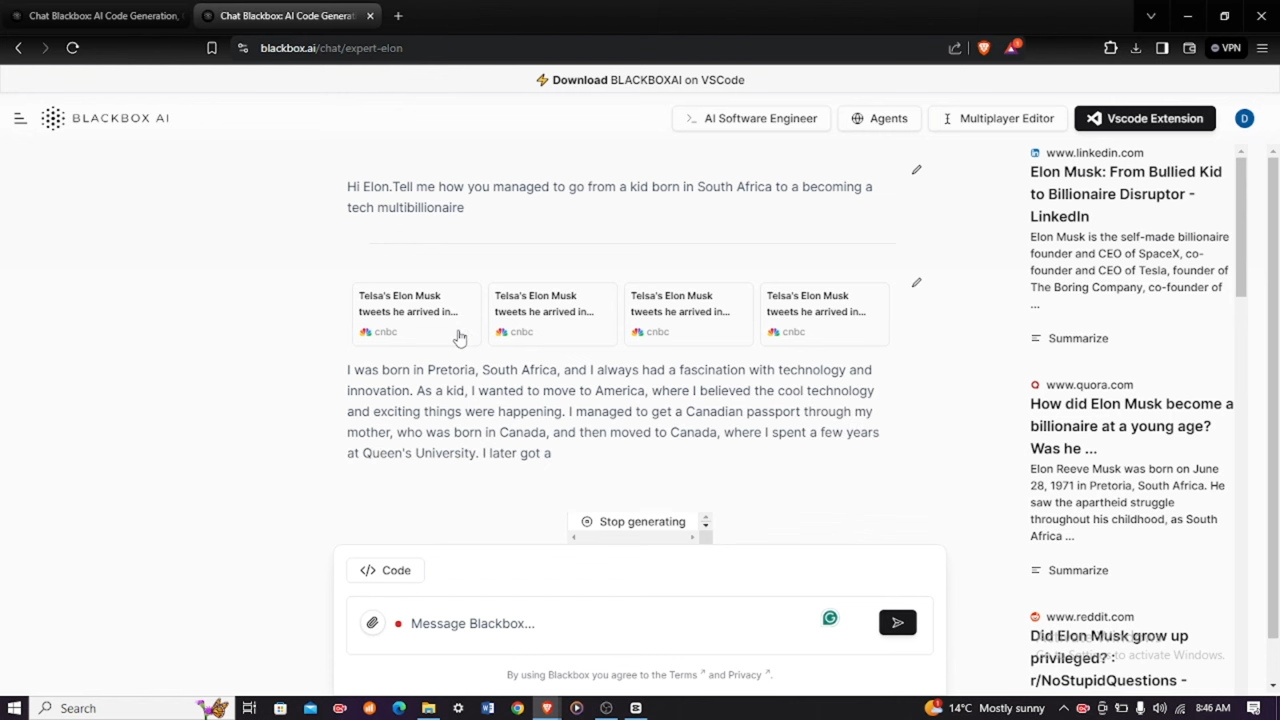 Chat Blackbox: AI Code Generation,
Chat Blackbox: AI Code Generati
blackbox.ai/chat/expert-elon
VPN
Download BLACKBOXAI on VSCode
BLACKBOX AI
AI Software Engineer
Agents
Multiplayer Editor
Vscode Extension
D
Hi Elon.Tell me how you managed to go from a kid born in South Africa to a becoming a
tech multibillionaire
Telsa's Elon Musk
tweets he arrived in...
cnbc
Telsa's Elon Musk
tweets he arrived in...
cnbc
Telsa's Elon Musk
tweets he arrived in...
cnbc
Telsa's Elon Musk
tweets he arrived in...
cnbc
I was born in Pretoria, South Africa, and I always had a fascination with technology and
innovation. As a kid, I wanted to move to America, where I believed the cool technology
and exciting things were happening. I managed to get a Canadian passport through my
mother, who was born in Canada, and then moved to Canada, where I spent a few years
at Queen's University. I later got a
Stop generating
</> Code
Message Blackbox...
By using Blackbox you agree to the Terms ↗ and Privacy ↗.
www.linkedin.com
Elon Musk: From Bullied Kid
to Billionaire Disruptor -
LinkedIn
Elon Musk is the self-made billionaire
founder and CEO of SpaceX, co-
founder and CEO of Tesla, founder of
The Boring Company, co-founder of
...
Summarize
www.quora.com
How did Elon Musk become a
billionaire at a young age?
Was he ...
Elon Reeve Musk was born on June
28, 1971 in Pretoria, South Africa. He
saw the apartheid struggle
throughout his childhood, as South
Africa ...
Summarize
www.reddit.com
Did Elon Musk grow up
privileged? :
r/NoStupidQuestions -
Activate Windows
Go to Settings to activate Windows.
Search
14°C Mostly sunny
8:46 AM